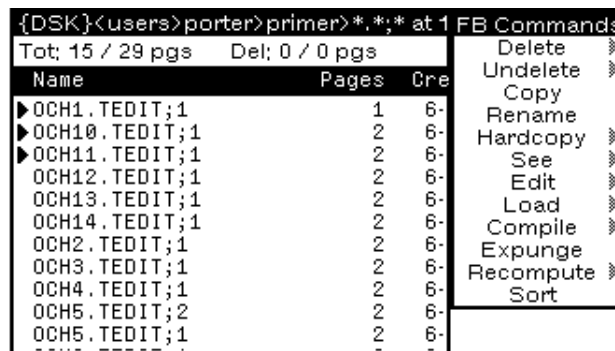 {DSK}<users>porter>primer>*.*;* at 1
Tot: 15 / 29 pgs Del: 0 / 0 pgs
Name Pages Cre
OCH1.TEDIT;1 1 6-
OCH10.TEDIT;1 2 6-
OCH11.TEDIT;1 2 6-
OCH12.TEDIT;1 2 6-
OCH13.TEDIT;1 2 6-
OCH14.TEDIT;1 2 6-
OCH2.TEDIT;1 2 6-
OCH3.TEDIT;1 2 6-
OCH4.TEDIT;1 2 6-
OCH5.TEDIT;2 2 6-
OCH5.TEDIT;1 2 6-
FB Commands
Delete
Undelete
Copy
Rename
Hardcopy
See
Edit
Load
Compile
Expunge
Recompute
Sort